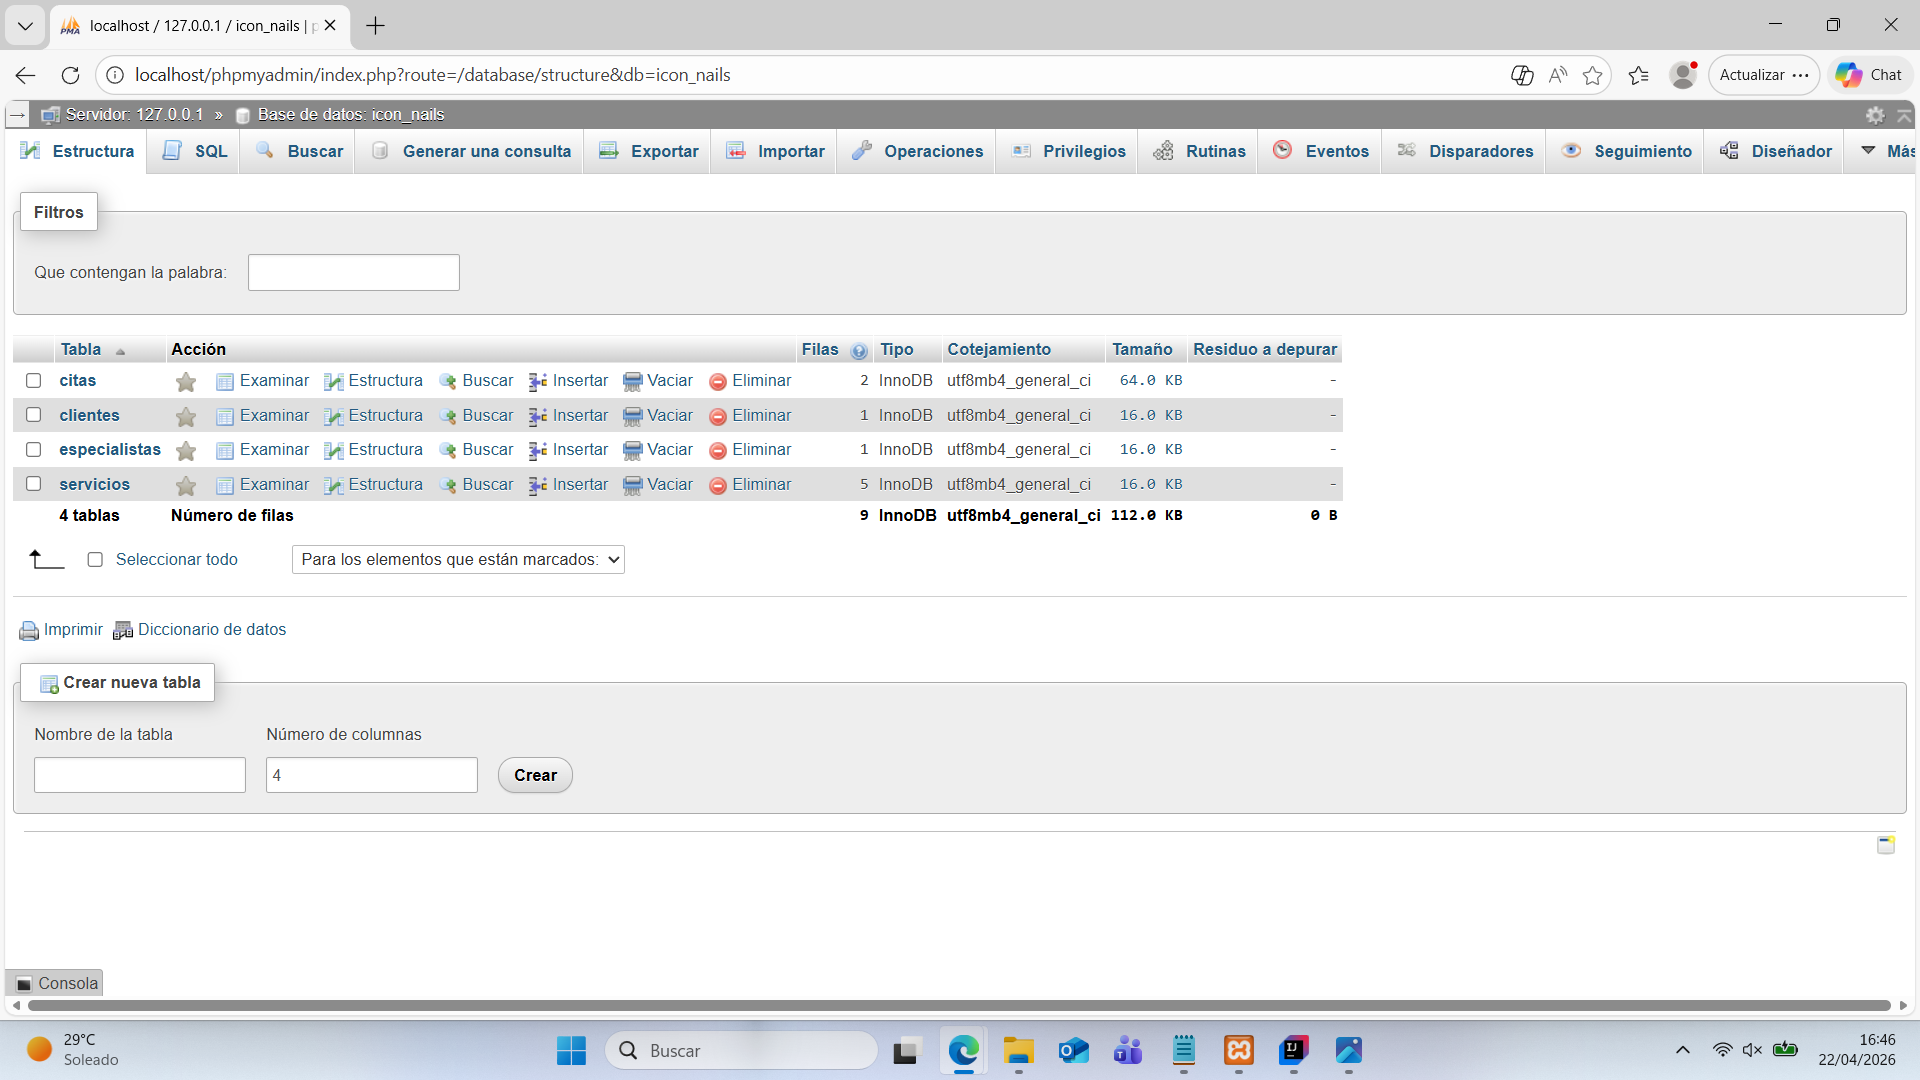 localhost / 127.0.0.1 / icon_nails | p
localhost/phpmyadmin/index.php?route=/database/structure&db=icon_nails
Actualizar
Chat
Servidor: 127.0.0.1 » Base de datos: icon_nails
Estructura SQL Buscar Generar una consulta Exportar Importar Operaciones Privilegios Rutinas Eventos Disparadores Seguimiento Diseñador Más
Filtros
Que contengan la palabra:
Tabla Acción Filas Tipo Cotejamiento Tamaño Residuo a depurar
citas Examinar Estructura Buscar Insertar Vaciar Eliminar 2 InnoDB utf8mb4_general_ci 64.0 KB -
clientes Examinar Estructura Buscar Insertar Vaciar Eliminar 1 InnoDB utf8mb4_general_ci 16.0 KB -
especialistas Examinar Estructura Buscar Insertar Vaciar Eliminar 1 InnoDB utf8mb4_general_ci 16.0 KB -
servicios Examinar Estructura Buscar Insertar Vaciar Eliminar 5 InnoDB utf8mb4_general_ci 16.0 KB -
4 tablas Número de filas 9 InnoDB utf8mb4_general_ci 112.0 KB 0 B
Seleccionar todo Para los elementos que están marcados:
Imprimir Diccionario de datos
Crear nueva tabla
Nombre de la tabla Número de columnas
4 Crear
Consola
29°C
Soleado
Buscar
16:46
22/04/2026